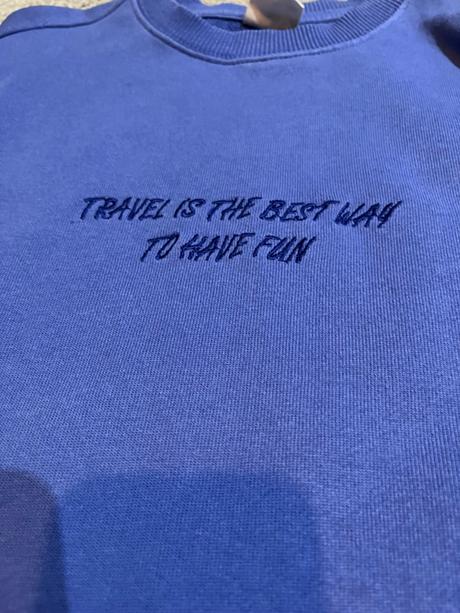 TRAVEL IS THE BEST WAY
TO HAVE FUN